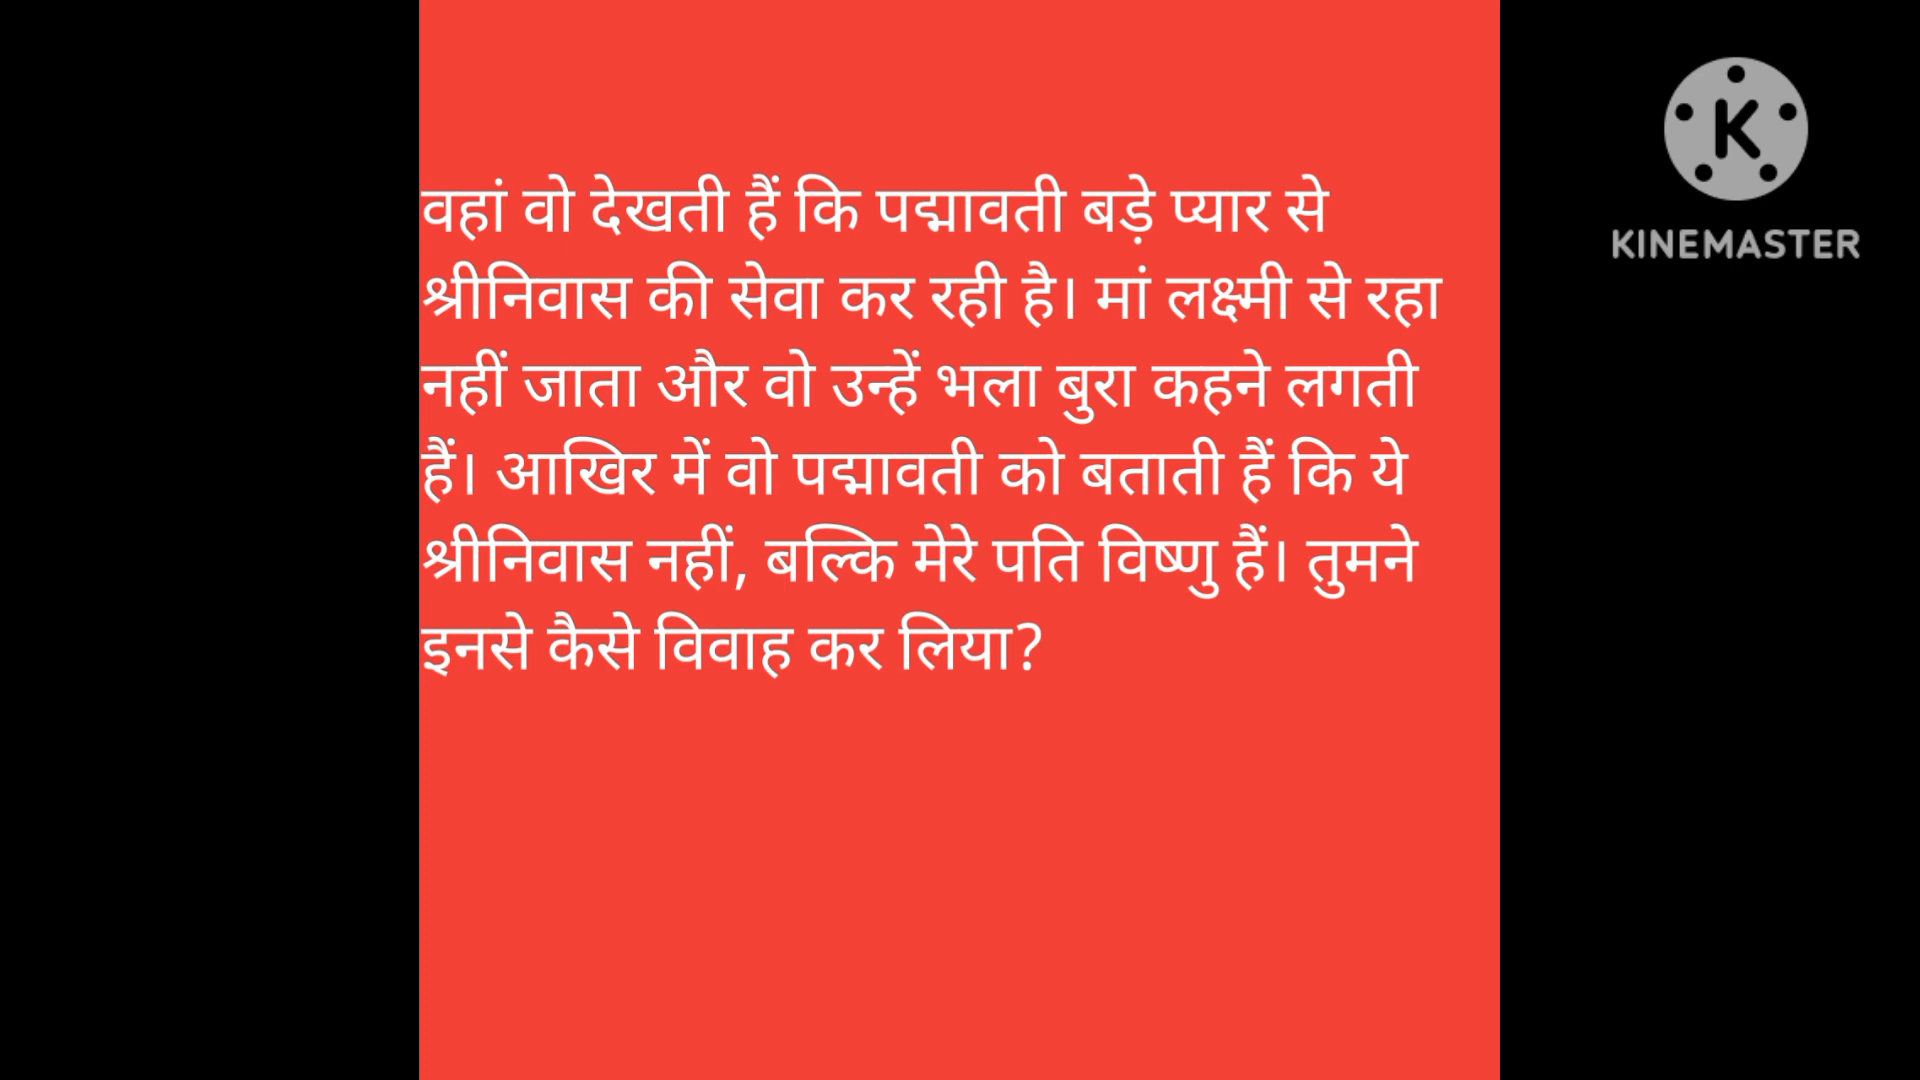 वहां वो देखती हैं कि पद्मावती बड़े प्यार से
श्रीनिवास की सेवा कर रही है। मां लक्ष्मी से रहा
नहीं जाता और वो उन्हें भला बुरा कहने लगती
हैं। आखिर में वो पद्मावती को बताती हैं कि ये
श्रीनिवास नहीं, बल्कि मेरे पति विष्णु हैं। तुमने
इनसे कैसे विवाह कर लिया?
K
KINEMASTER